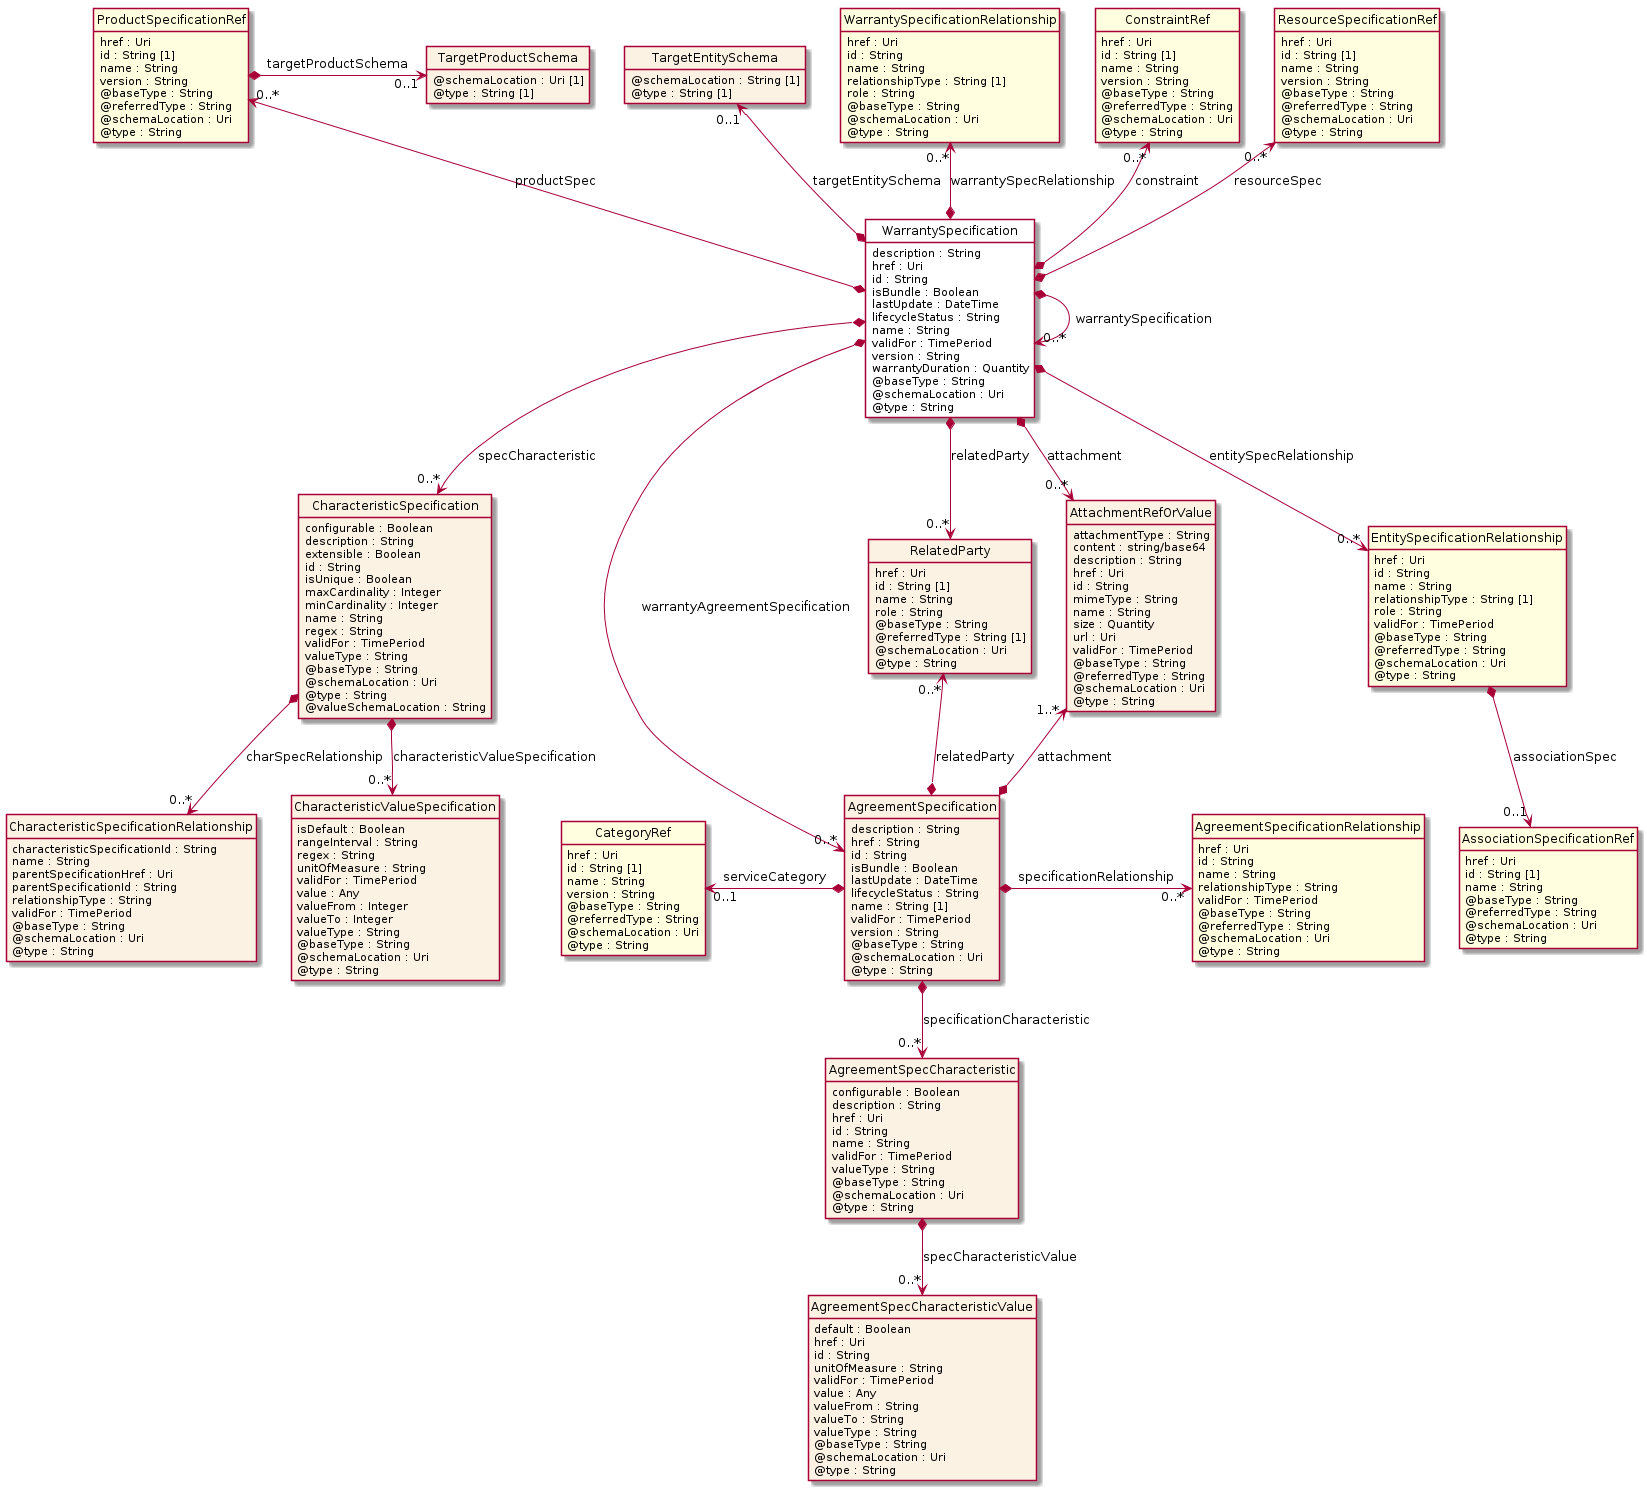 ProductSpecificationRef
href : Uri
id : String [1]
name : String
version : String
@baseType : String
@referredType : String
@schemaLocation : Uri
@type : String
targetProductSchema
0..1
0..*
TargetProductSchema
@schemaLocation : Uri [1]
@type : String [1]
TargetEntitySchema
@schemaLocation : String [1]
@type : String [1]
0..1
WarrantySpecificationRelationship
href : Uri
id : String
name : String
relationshipType : String [1]
role : String
@baseType : String
@schemaLocation : Uri
@type : String
0..*
ConstraintRef
href : Uri
id : String [1]
name : String
version : String
@baseType : String
@referredType : String
@schemaLocation : Uri
@type : String
0..*
ResourceSpecificationRef
href : Uri
id : String [1]
name : String
version : String
@baseType : String
@referredType : String
@schemaLocation : Uri
@type : String
0..*
productSpec
targetEntitySchema
warrantySpecRelationship
constraint
resourceSpec
WarrantySpecification
description : String
href : Uri
id : String
isBundle : Boolean
lastUpdate : DateTime
lifecycleStatus : String
name : String
validFor : TimePeriod
version : String
warrantyDuration : Quantity
@baseType : String
@schemaLocation : Uri
@type : String
warrantySpecification
0..*
specCharacteristic
0..*
relatedParty
0..*
attachment
0..*
entitySpecRelationship
0..*
CharacteristicSpecification
configurable : Boolean
description : String
extensible : Boolean
id : String
isUnique : Boolean
maxCardinality : Integer
minCardinality : Integer
name : String
regex : String
validFor : TimePeriod
valueType : String
@baseType : String
@schemaLocation : Uri
@type : String
@valueSchemaLocation : String
warrantyAgreementSpecification
0..*
RelatedParty
href : Uri
id : String [1]
name : String
role : String
@baseType : String
@referredType : String [1]
@schemaLocation : Uri
@type : String
0..*
AttachmentRefOrValue
attachmentType : String
content : string/base64
description : String
href : Uri
id : String
mimeType : String
name : String
size : Quantity
url : Uri
validFor : TimePeriod
@baseType : String
@referredType : String
@schemaLocation : Uri
@type : String
1..*
EntitySpecificationRelationship
href : Uri
id : String
name : String
relationshipType : String [1]
role : String
validFor : TimePeriod
@baseType : String
@referredType : String
@schemaLocation : Uri
@type : String
charSpecRelationship
0..*
characteristicValueSpecification
0..*
relatedParty
attachment
associationSpec
0..1
CharacteristicSpecificationRelationship
characteristicSpecificationId : String
name : String
parentSpecificationHref : Uri
parentSpecificationId : String
relationshipType : String
validFor : TimePeriod
@baseType : String
@schemaLocation : Uri
@type : String
CharacteristicValueSpecification
isDefault : Boolean
rangeInterval : String
regex : String
unitOfMeasure : String
validFor : TimePeriod
value : Any
valueFrom : Integer
valueTo : Integer
valueType : String
@baseType : String
@schemaLocation : Uri
@type : String
CategoryRef
href : Uri
id : String [1]
name : String
version : String
@baseType : String
@referredType : String
@schemaLocation : Uri
@type : String
serviceCategory
0..1
AgreementSpecification
description : String
href : String
id : String
isBundle : Boolean
lastUpdate : DateTime
lifecycleStatus : String
name : String [1]
validFor : TimePeriod
version : String
@baseType : String
@schemaLocation : Uri
@type : String
specificationRelationship
0..*
AgreementSpecificationRelationship
href : Uri
id : String
name : String
relationshipType : String
validFor : TimePeriod
@baseType : String
@referredType : String
@schemaLocation : Uri
@type : String
AssociationSpecificationRef
href : Uri
id : String [1]
name : String
@baseType : String
@referredType : String
@schemaLocation : Uri
@type : String
specificationCharacteristic
0..*
AgreementSpecCharacteristic
configurable : Boolean
description : String
href : Uri
id : String
name : String
validFor : TimePeriod
valueType : String
@baseType : String
@schemaLocation : Uri
@type : String
specCharacteristicValue
0..*
AgreementSpecCharacteristicValue
default : Boolean
href : Uri
id : String
unitOfMeasure : String
validFor : TimePeriod
value : Any
valueFrom : String
valueTo : String
valueType : String
@baseType : String
@schemaLocation : Uri
@type : String